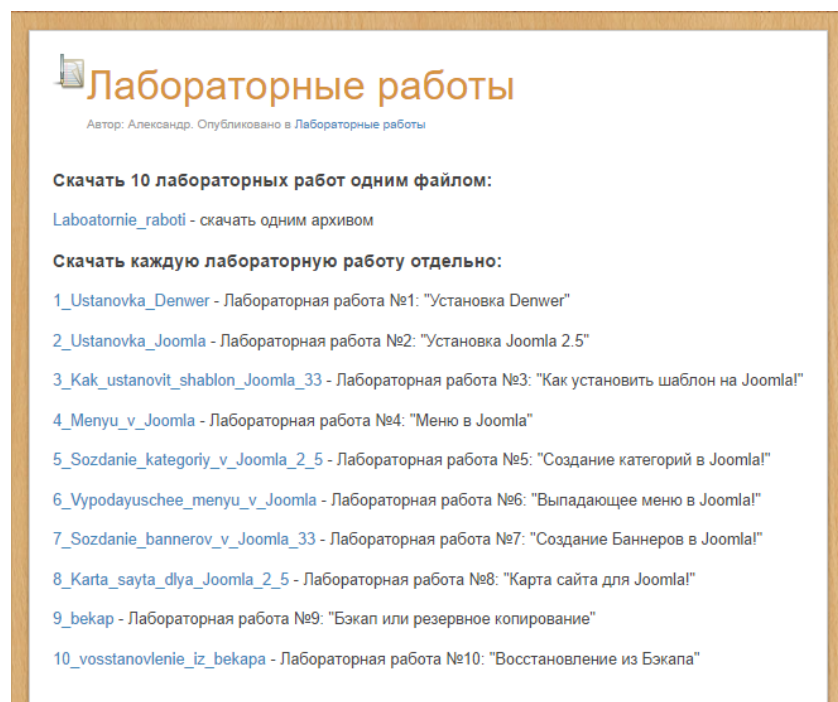 Лабораторные работы
Автор: Александр. Опубликовано в Лабораторные работы
Скачать 10 лабораторных работ одним файлом:
Laboatornie_raboti - скачать одним архивом
Скачать каждую лабораторную работу отдельно:
1_Ustanovka_Denwer - Лабораторная работа №1: "Установка Denwer"
2_Ustanovka_Joomla - Лабораторная работа №2: "Установка Joomla 2.5"
3_Kak_ustanovit_shablon_Joomla_33 - Лабораторная работа №3: "Как установить шаблон на Joomla!"
4_Menyu_v_Joomla - Лабораторная работа №4: "Меню в Joomla"
5_Sozdanie_kategoriy_v_Joomla_2_5 - Лабораторная работа №5: "Создание категорий в Joomla!"
6_Vypodayuschee_menyu_v_Joomla - Лабораторная работа №6: "Выпадающее меню в Joomla!"
7_Sozdanie_bannerov_v_Joomla_33 - Лабораторная работа №7: "Создание Баннеров в Joomla!"
8_Karta_sayta_dlya_Joomla_2_5 - Лабораторная работа №8: "Карта сайта для Joomla!"
9_bekap - Лабораторная работа №9: "Бэкап или резервное копирование"
10_vosstanovlenie_iz_bekapa - Лабораторная работа №10: "Восстановление из Бэкапа"